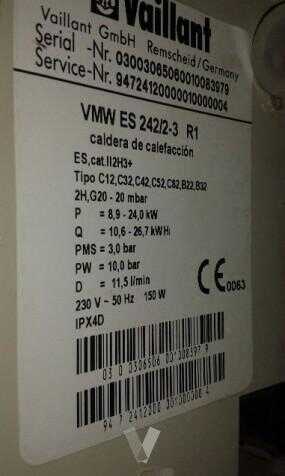 Vaillant
Vaillant GmbH Remscheid/Germany
Serial -Nr. 03003065080010083979
Service-Nr. 94724120000010000004
VMW ES 242/2-3 R1
caldera de calefacción
ES,cat.II2H3+
Tipo C12,C32,C42,C52,C82,B22,B32
2H,G20 - 20 mbar
P = 8,9 - 24,0 kW
Q = 10,6 - 26,7 kW Hi
PMS = 3,0 bar
PW = 10,0 bar
D = 11,5 l/min
230 V ~ 50 Hz 150 W
IPX4D
CE 0063